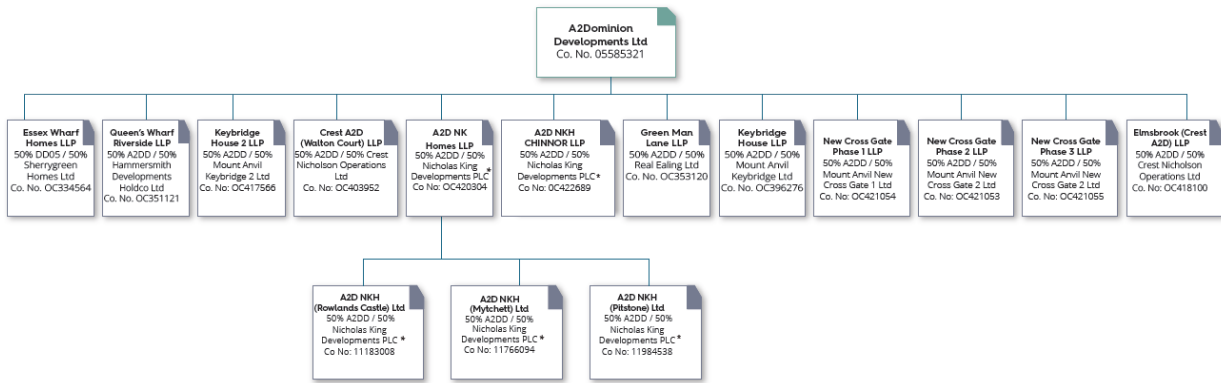 A2Dominion
Developments Ltd
Co. No. 05585321
Essex Wharf
Homes LLP
50% DD05 / 50%
Sherrygreen
Homes Ltd
Co. No. OC334564
Queen's Wharf
Riverside LLP
50% A2DD / 50%
Hammersmith
Developments
Holdco Ltd
Co. No. OC351121
Keybridge
House 2 LLP
50% A2DD / 50%
Mount Anvil
Keybridge 2 Ltd
Co. No: OC417566
Crest A2D
(Walton Court) LLP
50% A2DD / 50% Crest
Nicholson Operations
Ltd
Co. No: OC403952
A2D NK
Homes LLP
50% A2DD / 50%
Nicholas King
Developments PLC*
Co No: OC420304
A2D NKH
CHINNOR LLP
50% A2DD / 50%
Nicholas King
Developments PLC*
Co. No: 0C422689
Green Man
Lane LLP
50% A2DD / 50%
Real Ealing Ltd
Co. No: OC353120
Keybridge
House LLP
50% A2DD / 50%
Mount Anvil
Keybridge Ltd
Co. No: OC396276
New Cross Gate
Phase 1 LLP
50% A2DD / 50%
Mount Anvil New
Cross Gate 1 Ltd
Co. No: OC421054
New Cross Gate
Phase 2 LLP
50% A2DD / 50%
Mount Anvil New
Cross Gate 2 Ltd
Co. No: OC421053
New Cross Gate
Phase 3 LLP
50% A2DD / 50%
Mount Anvil New
Cross Gate 2 Ltd
Co. No: OC421055
Elmsbrook (Crest
A2D) LLP
50% A2DD / 50%
Crest Nicholson
Operations Ltd
Co. No: OC418100
A2D NKH
(Rowlands Castle) Ltd
50% A2DD / 50%
Nicholas King
Developments PLC *
Co No: 11183008
A2D NKH
(Mytchett) Ltd
50% A2DD / 50%
Nicholas King
Developments PLC *
Co No: 11766094
A2D NKH
(Pitstone) Ltd
50% A2DD / 50%
Nicholas King
Developments PLC *
Co No: 11984538